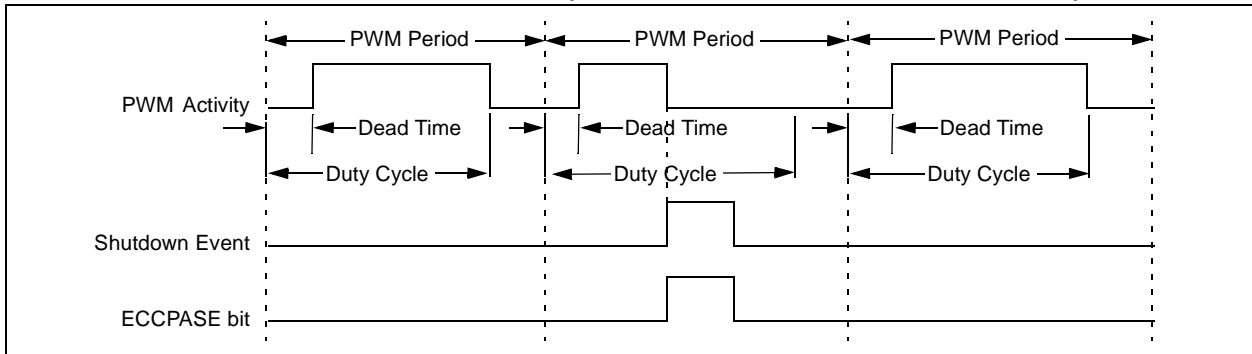 PWM Period PWM Period PWM Period
PWM Activity
Dead Time Dead Time Dead Time
Duty Cycle Duty Cycle Duty Cycle
Shutdown Event
ECCPASE bit